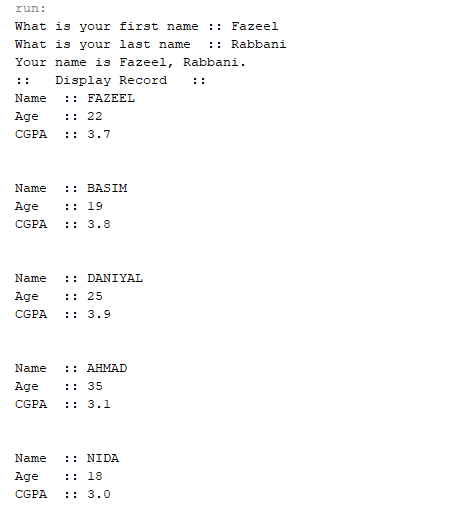 run:
What is your first name :: Fazeel
What is your last name  :: Rabbani
Your name is Fazeel, Rabbani.
::   Display Record   ::
Name  :: FAZEEL
Age   :: 22
CGPA  :: 3.7
Name  :: BASIM
Age   :: 19
CGPA  :: 3.8
Name  :: DANIYAL
Age   :: 25
CGPA  :: 3.9
Name  :: AHMAD
Age   :: 35
CGPA  :: 3.1
Name  :: NIDA
Age   :: 18
CGPA  :: 3.0